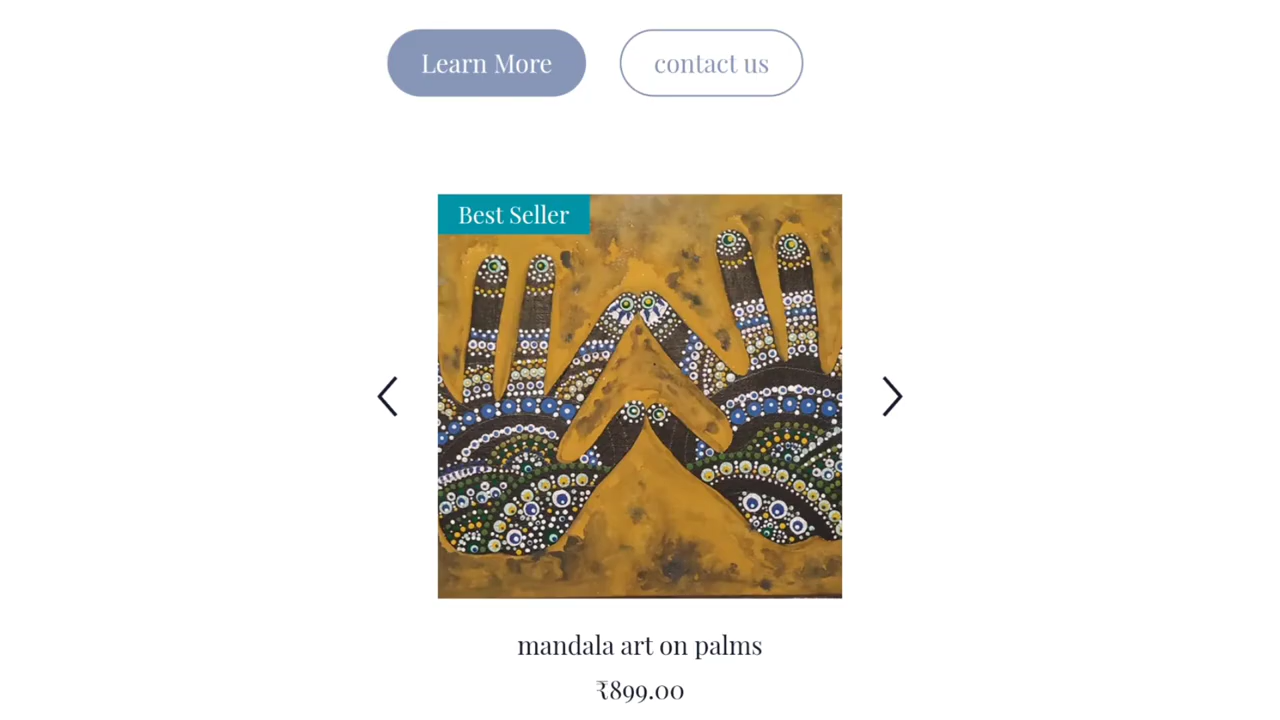 Learn More
contact us
Best Seller
mandala art on palms
₹899.00